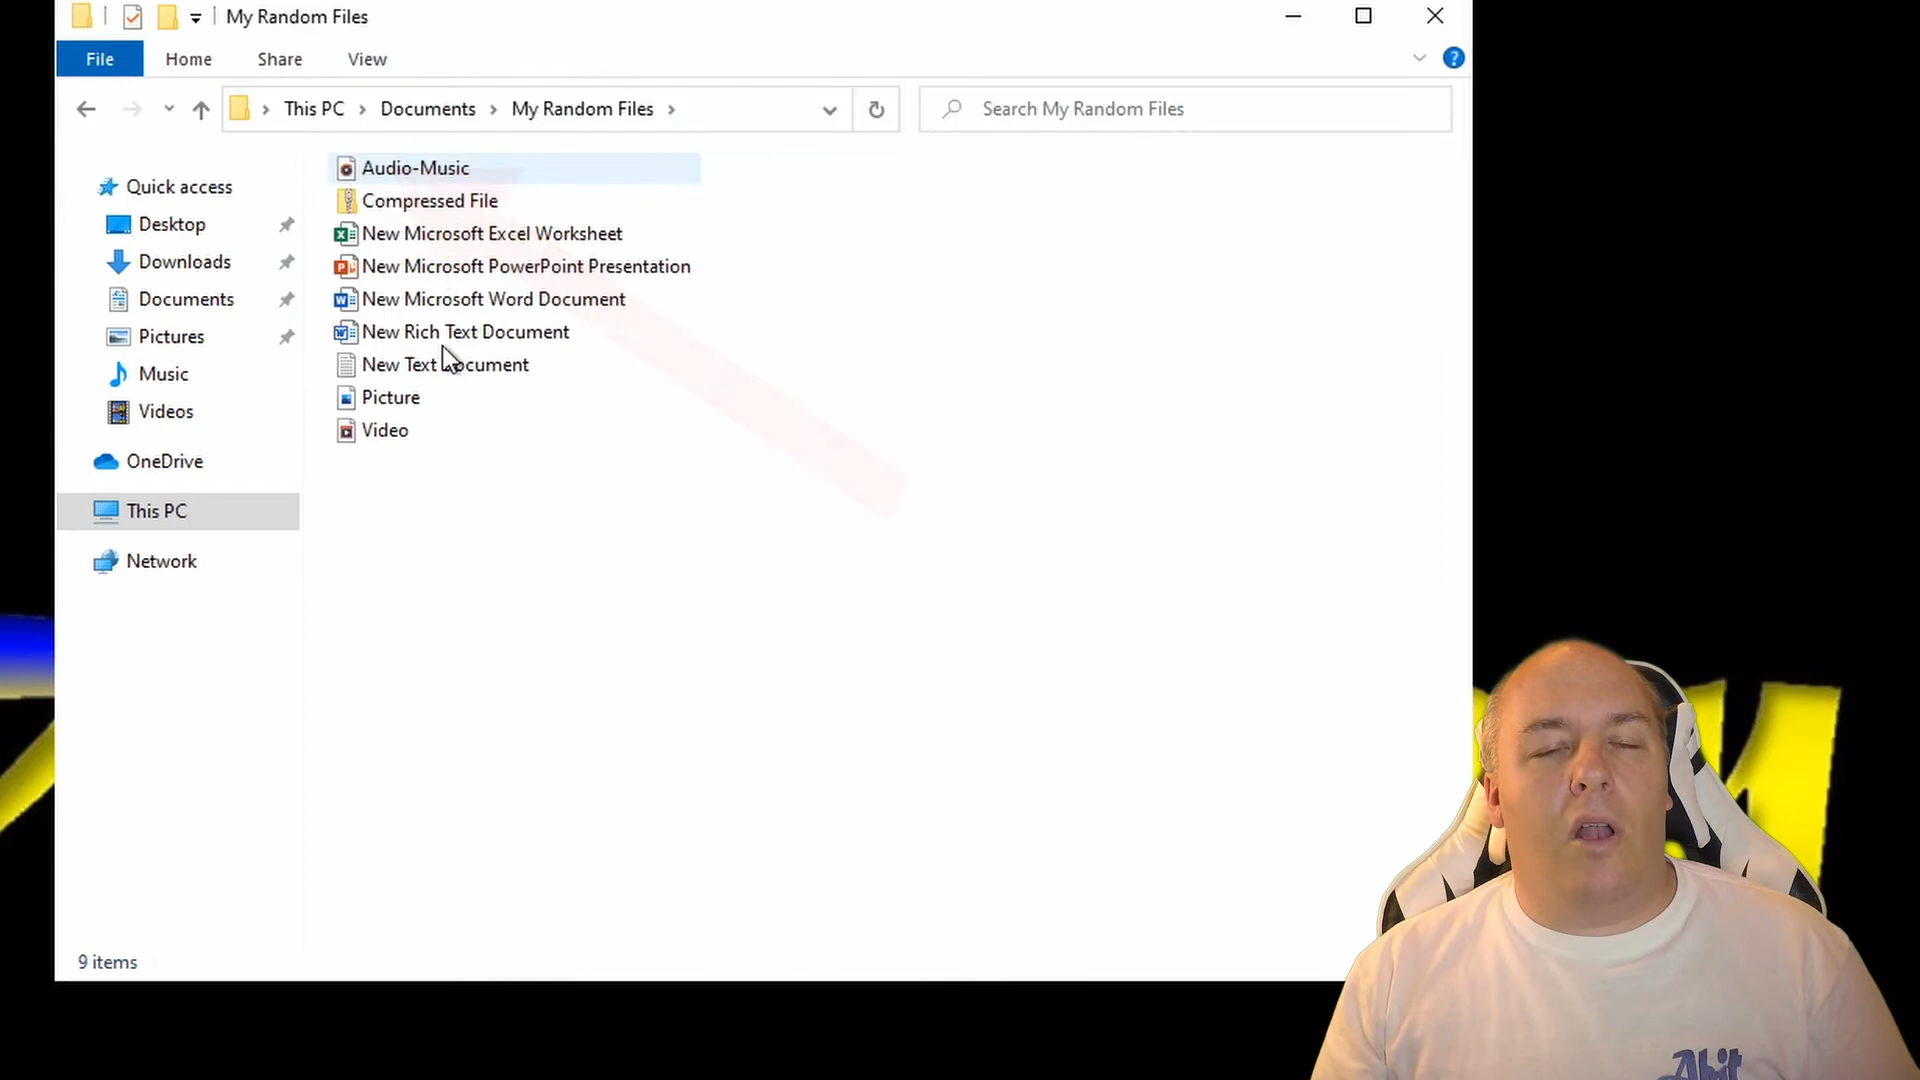 My Random Files
File Home Share View
This PC Documents My Random Files
Search My Random Files
Quick access
Desktop
Downloads
Documents
Pictures
Music
Videos
OneDrive
This PC
Network
Audio-Music
Compressed File
New Microsoft Excel Worksheet
New Microsoft PowerPoint Presentation
New Microsoft Word Document
New Rich Text Document
New Text Document
Picture
Video
9 items
Abit